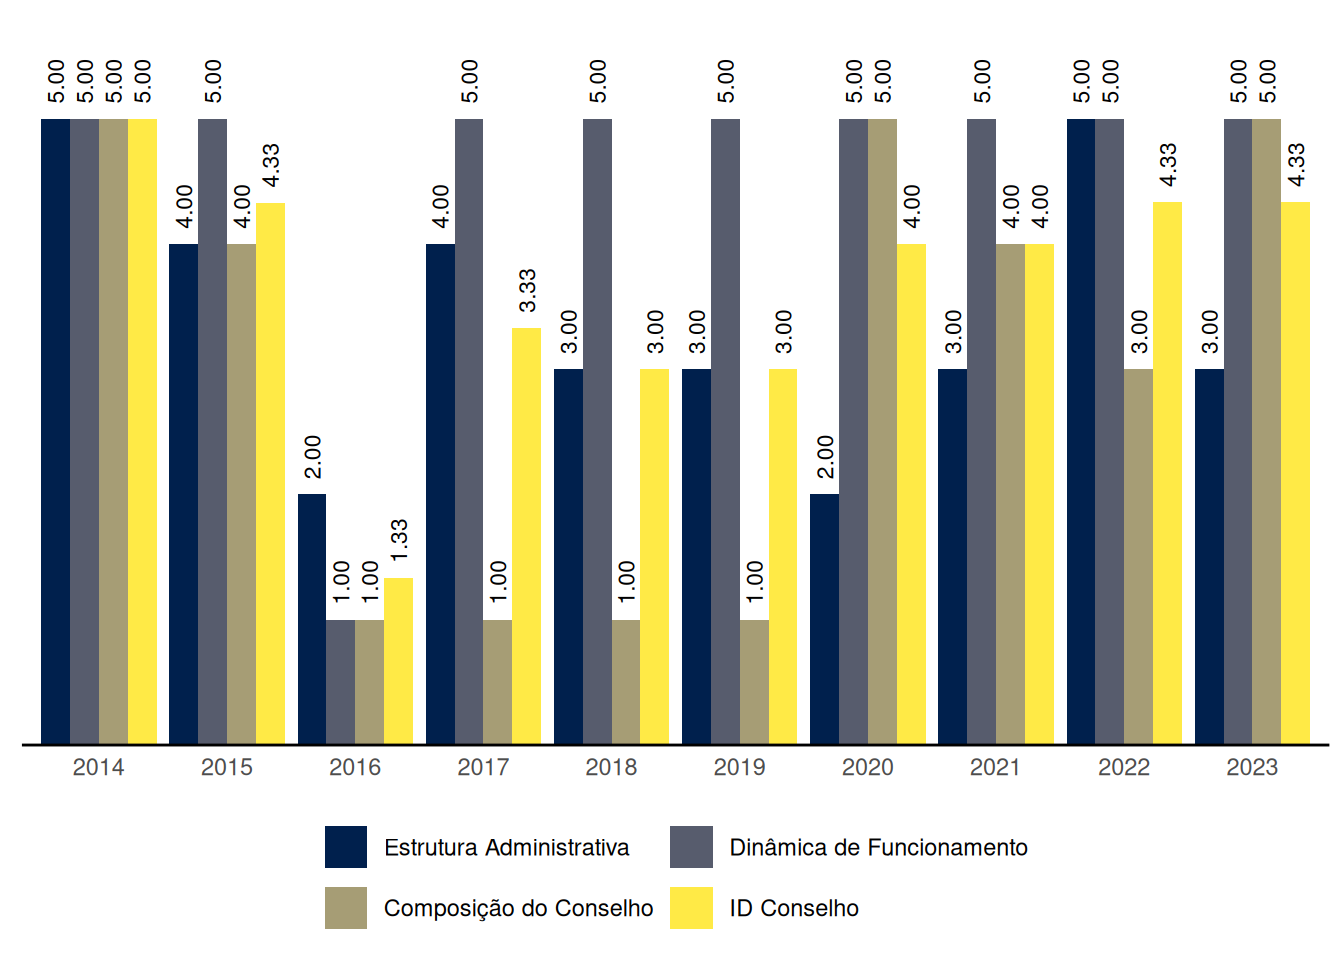 5.00 5.00 5.00 5.00
4.00 5.00 4.00 4.33
2.00 1.00 1.00 1.33
4.00 5.00 1.00 3.33
3.00 5.00 1.00 3.00
3.00 5.00 1.00 3.00
2.00 5.00 5.00 4.00
3.00 5.00 4.00 4.00
5.00 5.00 3.00 4.33
3.00 5.00 5.00 4.33
2014 2015 2016 2017 2018 2019 2020 2021 2022 2023
Estrutura Administrativa Dinâmica de Funcionamento
Composição do Conselho ID Conselho